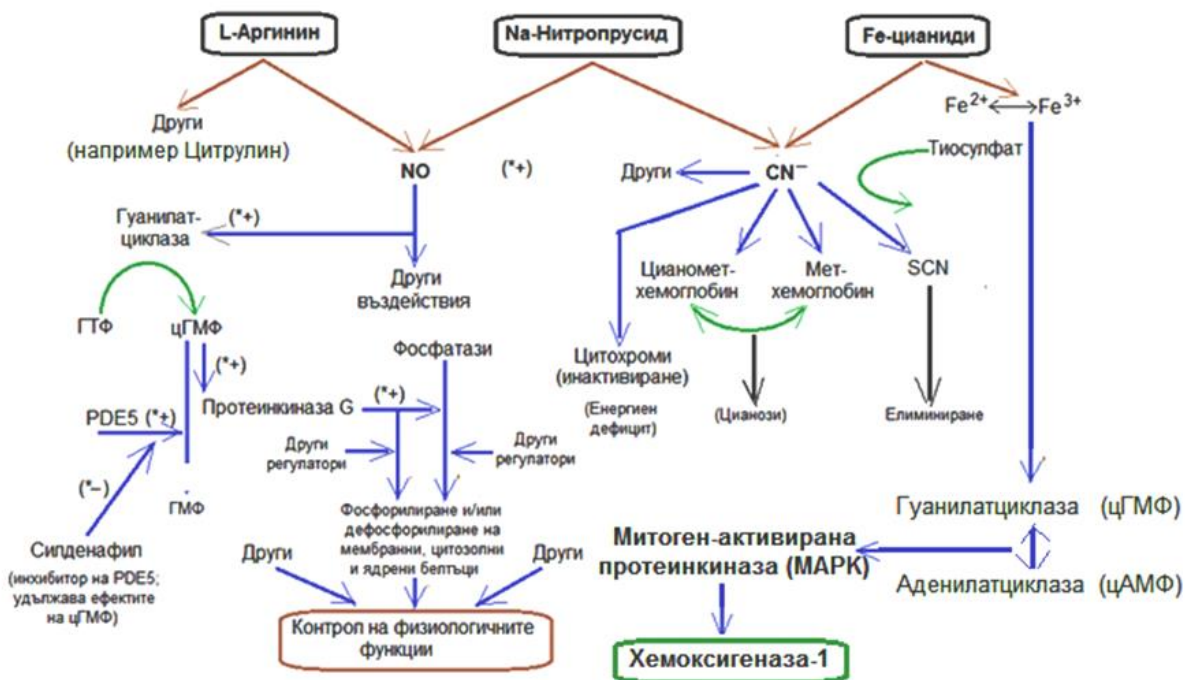 L-Аргинин
Na-Нитропрусид
Fe-цианиди
Други
(например Цитрулин)
NO
(*+)
Други
CN⁻
Fe²⁺
Fe³⁺
Тиосулфат
Гуанилат-
циклаза
(*+)
Други
въздействия
Цианомет-
хемоглобин
Мет-
хемоглобин
SCN
ГТФ
цГМФ
(*+)
Фосфатази
Цитохроми
(инактивиране)
(Енергиен
дефицит)
(Цианози)
Елиминиране
PDE5 (*+)
Протеинкиназа G
(*+)
Други
регулатори
Други
регулатори
(*–)
ГМФ
Фосфорилиране и/или
дефосфорилиране на
мембранни, цитозолни
и ядрени белтъци
Силденафил
(инхибитор на PDE5;
удължава ефектите
на цГМФ)
Други
Други
Контрол на физиологичните
функции
Гуанилатциклаза (цГМФ)
Митоген-активирана
протеинкиназа (МАРК)
Аденилатциклаза (цАМФ)
Хемоксигеназа-1